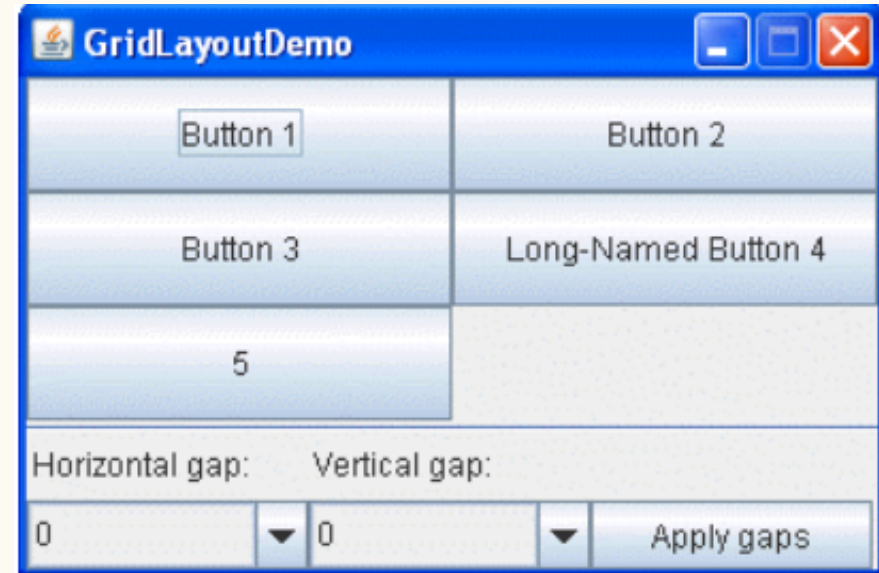 GridLayoutDemo
Button 1 Button 2
Button 3 Long-Named Button 4
5
Horizontal gap: Vertical gap:
0 0 Apply gaps